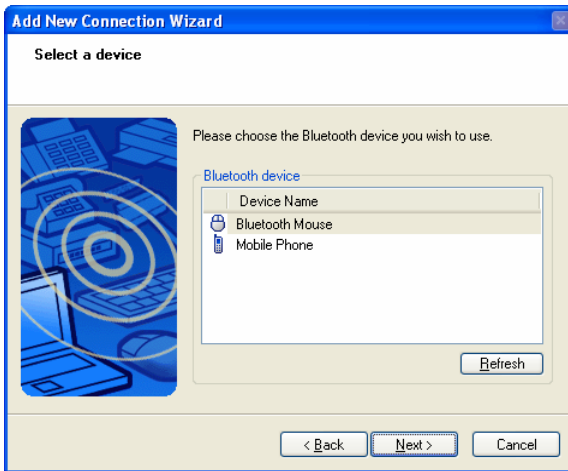 Add New Connection Wizard
Select a device
Please choose the Bluetooth device you wish to use.
Bluetooth device
Device Name
Bluetooth Mouse
Mobile Phone
Refresh
< Back Next > Cancel